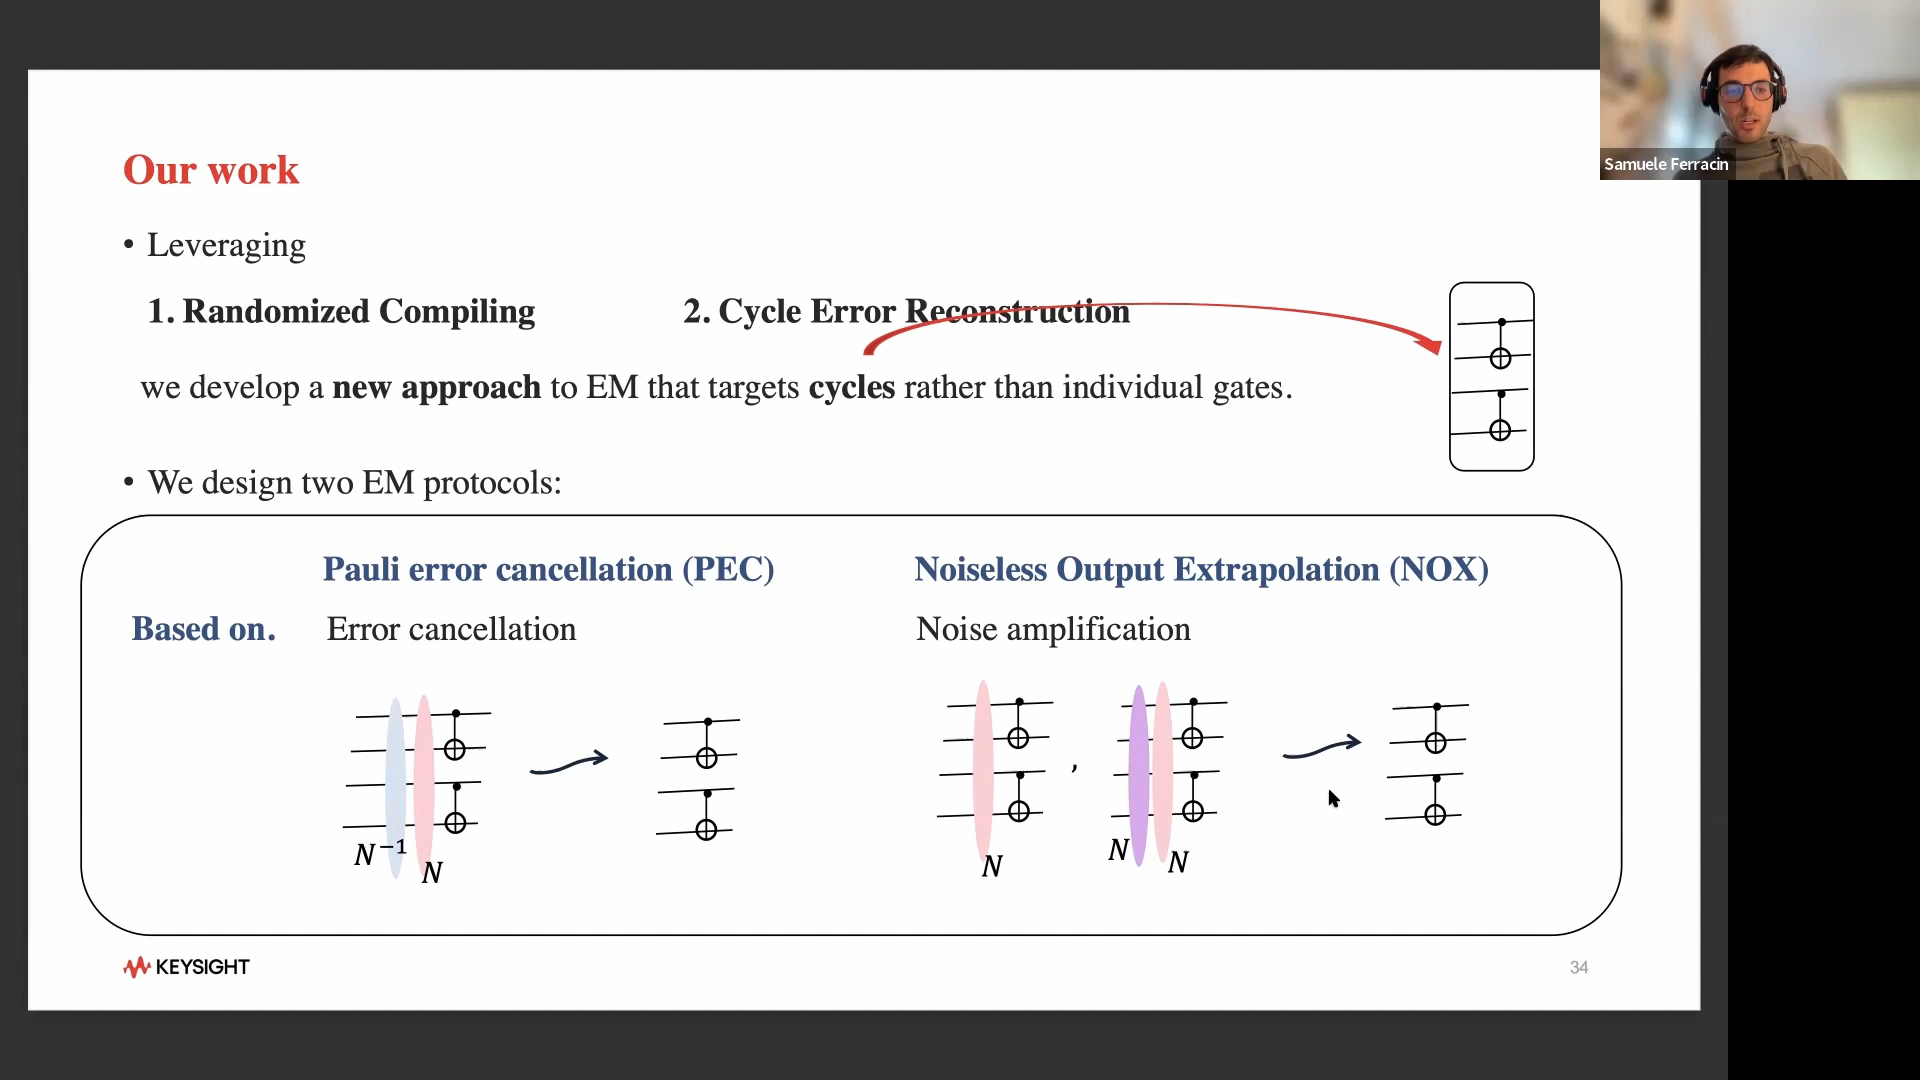 Samuele Ferracin
Our work
• Leveraging
1. Randomized Compiling 2. Cycle Error Reconstruction
we develop a new approach to EM that targets cycles rather than individual gates.
• We design two EM protocols:
Pauli error cancellation (PEC) Noiseless Output Extrapolation (NOX)
Based on. Error cancellation Noise amplification
,
N⁻¹ N N N N
KEYSIGHT 34